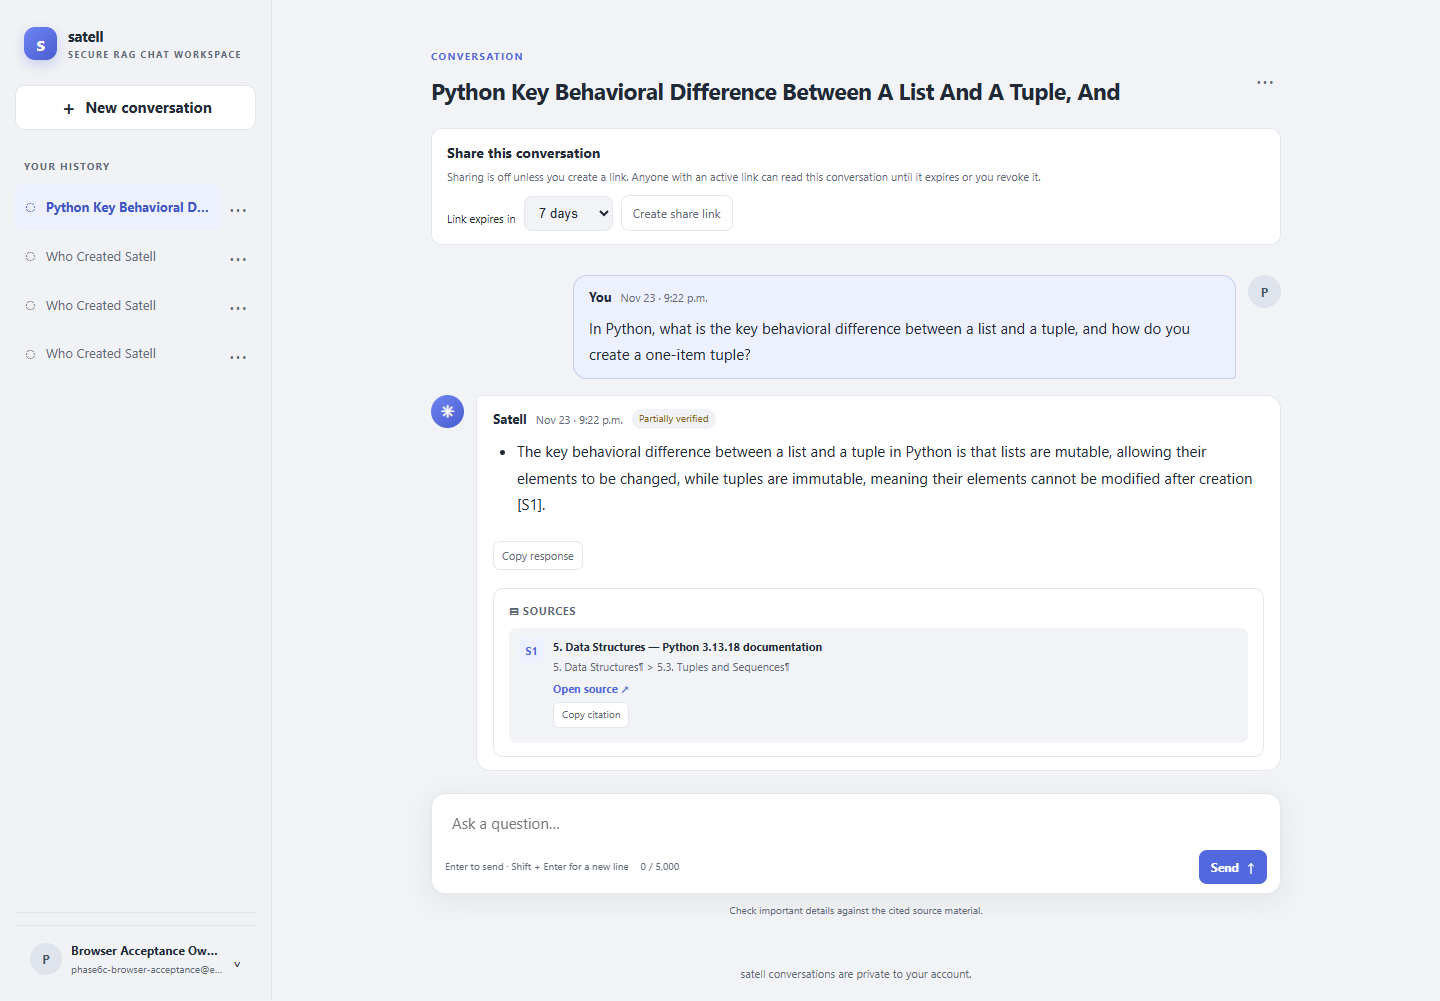 s
satell
SECURE RAG CHAT WORKSPACE
+ New conversation
YOUR HISTORY
Python Key Behavioral D... ...
Who Created Satell ...
Who Created Satell ...
Who Created Satell ...
P
Browser Acceptance Ow...
phase6c-browser-acceptance@e...
CONVERSATION
Python Key Behavioral Difference Between A List And A Tuple, And
...
Share this conversation
Sharing is off unless you create a link. Anyone with an active link can read this conversation until it expires or you revoke it.
Link expires in 7 days Create share link
You Nov 23 · 9:22 p.m.
P
In Python, what is the key behavioral difference between a list and a tuple, and how do you
create a one-item tuple?
Satell Nov 23 · 9:22 p.m. Partially verified
• The key behavioral difference between a list and a tuple in Python is that lists are mutable, allowing their
elements to be changed, while tuples are immutable, meaning their elements cannot be modified after creation
[S1].
Copy response
SOURCES
S1 5. Data Structures — Python 3.13.18 documentation
5. Data Structures¶ > 5.3. Tuples and Sequences¶
Open source ↗
Copy citation
Ask a question...
Enter to send · Shift + Enter for a new line 0 / 5,000
Send ↑
Check important details against the cited source material.
satell conversations are private to your account.